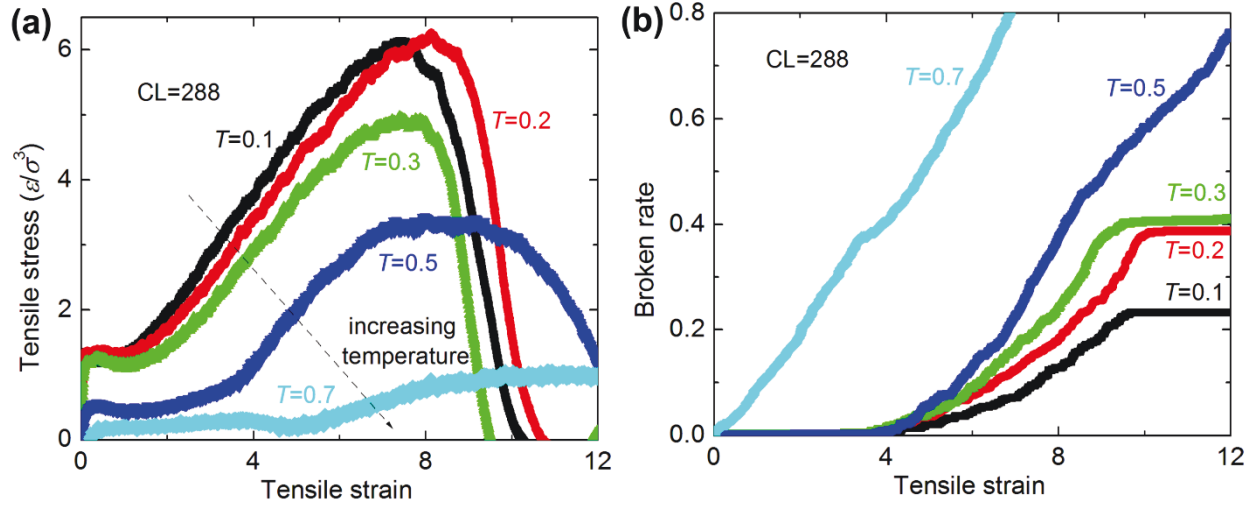 (a)
Tensile stress (ε/σ³)
6
4
2
0
CL=288
T=0.1
T=0.2
T=0.3
T=0.5
increasing
temperature
T=0.7
0 4 8 12
Tensile strain
(b)
Broken rate
0.8
0.6
0.4
0.2
0.0
CL=288
T=0.7
T=0.5
T=0.3
T=0.2
T=0.1
0 4 8 12
Tensile strain